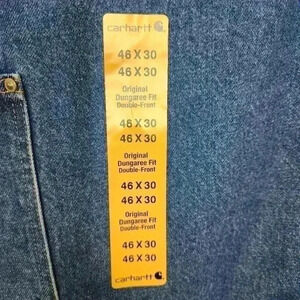 carhartt
46 X 30
46 X 30
Original
Dungaree Fit
Double-Front
46 X 30
46 X 30
Original
Dungaree Fit
Double-Front
46 X 30
46 X 30
Original
Dungaree Fit
Double-Front
46 X 30
46 X 30
carhartt